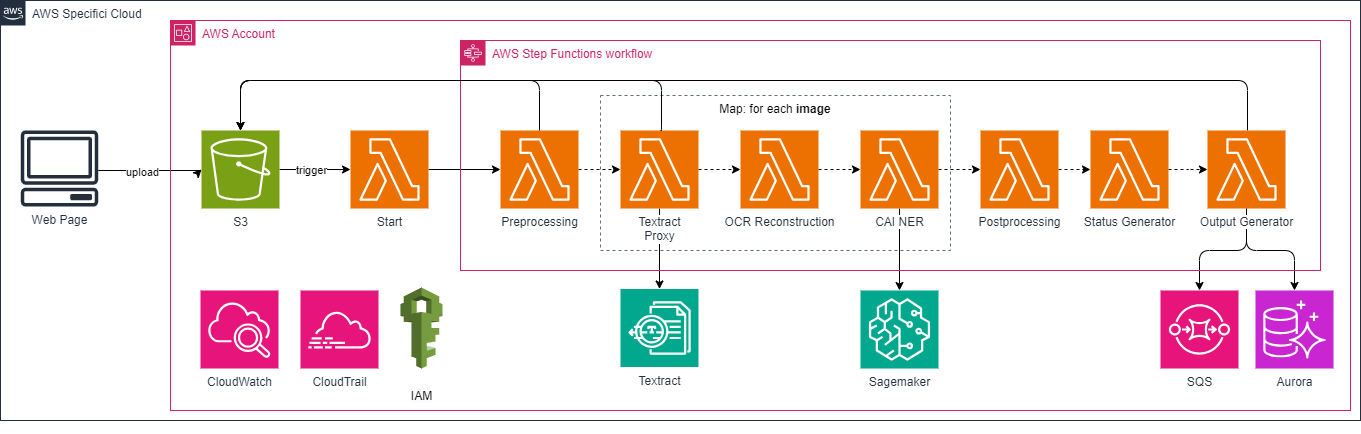 aws
AWS Specifici Cloud
AWS Account
AWS Step Functions workflow
Map: for each image
upload
trigger
Web Page
S3
Start
Preprocessing
Textract
Proxy
OCR Reconstruction
CAI NER
Postprocessing
Status Generator
Output Generator
CloudWatch
CloudTrail
IAM
Textract
Sagemaker
SQS
Aurora